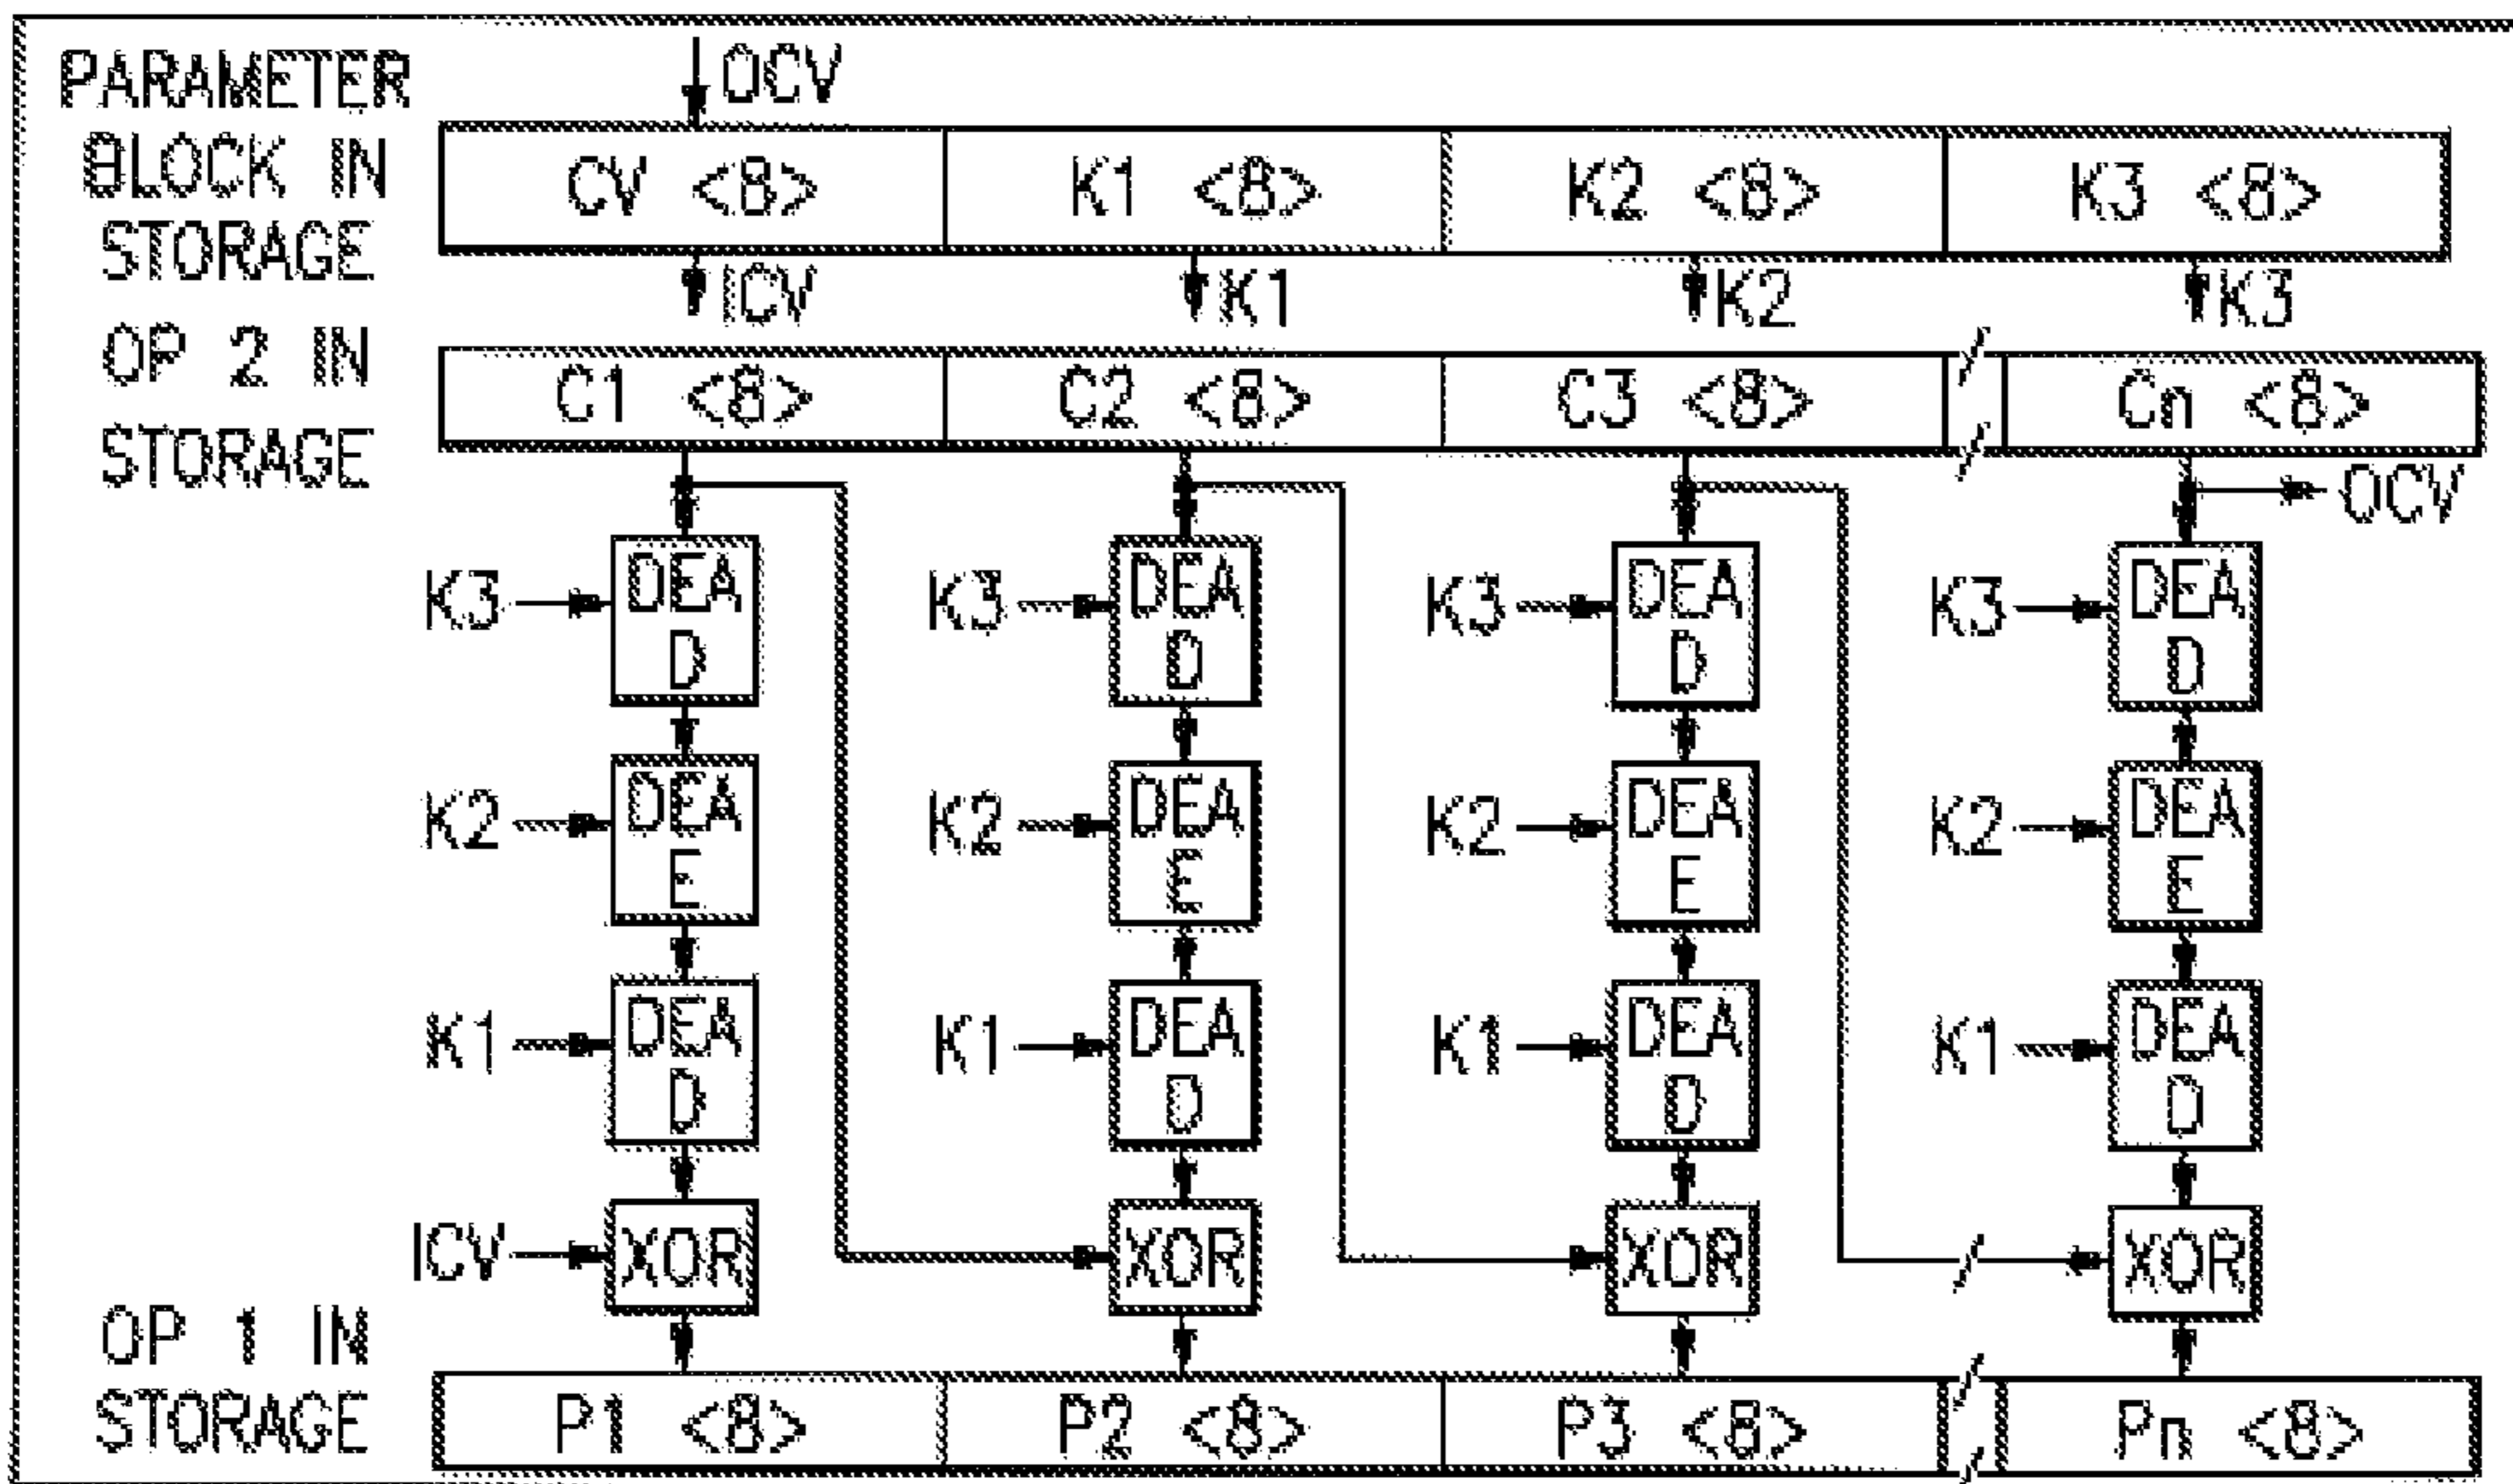 PARAMETER
BLOCK IN
STORAGE
OCV
CV <8> K1 <8> K2 <8> K3 <8>
ICV K1 K2 K3
OP 2 IN
STORAGE
C1 <8> C2 <8> C3 <8> Cn <8>
OCV
K3 DEA K3 DEA K3 DEA K3 DEA
D D D D
K2 DEA K2 DEA K2 DEA K2 DEA
E E E E
K1 DEA K1 DEA K1 DEA K1 DEA
D D D D
ICV XOR XOR XOR XOR
OP 1 IN
STORAGE
P1 <8> P2 <8> P3 <8> Pn <8>